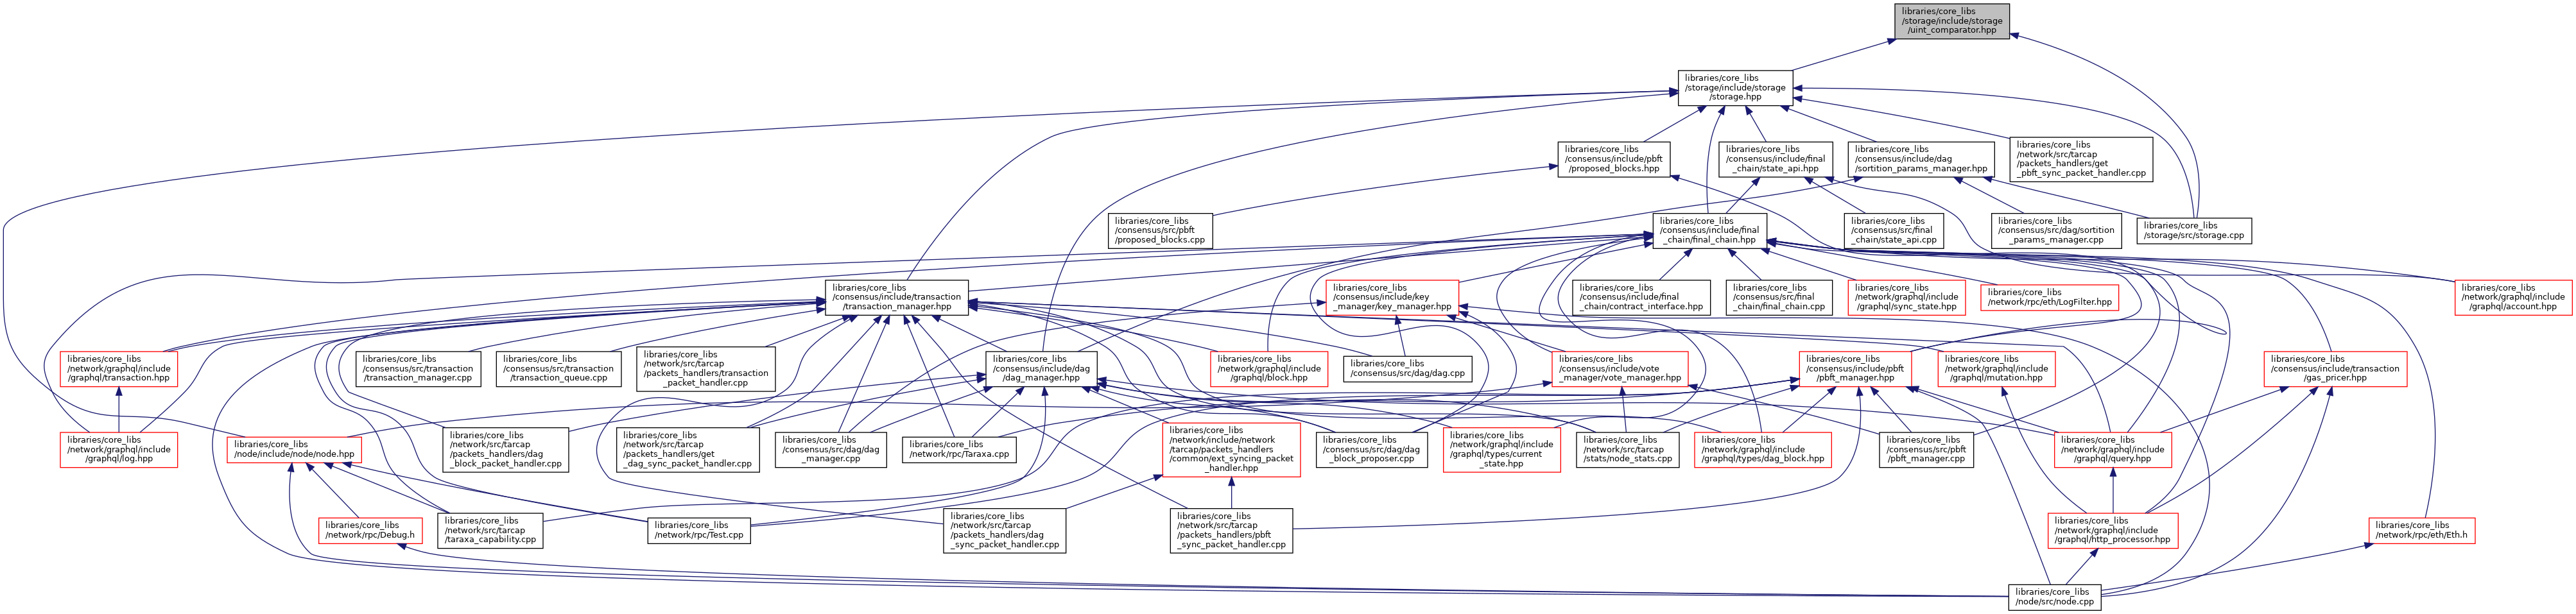 libraries/core_libs
/storage/include/storage
/uint_comparator.hpp
libraries/core_libs
/storage/include/storage
/storage.hpp
libraries/core_libs
/consensus/include/pbft
/proposed_blocks.hpp
libraries/core_libs
/consensus/include/final
_chain/state_api.hpp
libraries/core_libs
/consensus/include/dag
/sortition_params_manager.hpp
libraries/core_libs
/network/src/tarcap
/packets_handlers/get
_pbft_sync_packet_handler.cpp
libraries/core_libs
/consensus/src/pbft
/proposed_blocks.cpp
libraries/core_libs
/consensus/include/final
_chain/final_chain.hpp
libraries/core_libs
/consensus/src/final
_chain/state_api.cpp
libraries/core_libs
/consensus/src/dag/sortition
_params_manager.cpp
libraries/core_libs
/storage/src/storage.cpp
libraries/core_libs
/consensus/include/transaction
/transaction_manager.hpp
libraries/core_libs
/consensus/include/key
_manager/key_manager.hpp
libraries/core_libs
/consensus/include/final
_chain/contract_interface.hpp
libraries/core_libs
/consensus/src/final
_chain/final_chain.cpp
libraries/core_libs
/network/graphql/include
/graphql/sync_state.hpp
libraries/core_libs
/network/rpc/eth/LogFilter.hpp
libraries/core_libs
/network/graphql/include
/graphql/account.hpp
libraries/core_libs
/network/graphql/include
/graphql/transaction.hpp
libraries/core_libs
/consensus/src/transaction
/transaction_manager.cpp
libraries/core_libs
/consensus/src/transaction
/transaction_queue.cpp
libraries/core_libs
/network/src/tarcap
/packets_handlers/transaction
_packet_handler.cpp
libraries/core_libs
/consensus/include/dag
/dag_manager.hpp
libraries/core_libs
/network/graphql/include
/graphql/block.hpp
libraries/core_libs
/consensus/src/dag/dag.cpp
libraries/core_libs
/consensus/include/vote
_manager/vote_manager.hpp
libraries/core_libs
/consensus/include/pbft
/pbft_manager.hpp
libraries/core_libs
/network/graphql/include
/graphql/mutation.hpp
libraries/core_libs
/consensus/include/transaction
/gas_pricer.hpp
libraries/core_libs
/network/graphql/include
/graphql/log.hpp
libraries/core_libs
/node/include/node/node.hpp
libraries/core_libs
/network/src/tarcap
/packets_handlers/dag
_block_packet_handler.cpp
libraries/core_libs
/network/src/tarcap
/packets_handlers/get
_dag_sync_packet_handler.cpp
libraries/core_libs
/consensus/src/dag/dag
_manager.cpp
libraries/core_libs
/network/rpc/Taraxa.cpp
libraries/core_libs
/network/include/network
/tarcap/packets_handlers
/common/ext_syncing_packet
_handler.hpp
libraries/core_libs
/consensus/src/dag/dag
_block_proposer.cpp
libraries/core_libs
/network/graphql/include
/graphql/types/current
_state.hpp
libraries/core_libs
/network/src/tarcap
/stats/node_stats.cpp
libraries/core_libs
/network/graphql/include
/graphql/types/dag_block.hpp
libraries/core_libs
/consensus/src/pbft
/pbft_manager.cpp
libraries/core_libs
/network/graphql/include
/graphql/query.hpp
libraries/core_libs
/network/rpc/Debug.h
libraries/core_libs
/network/src/tarcap
/taraxa_capability.cpp
libraries/core_libs
/network/rpc/Test.cpp
libraries/core_libs
/network/src/tarcap
/packets_handlers/dag
_sync_packet_handler.cpp
libraries/core_libs
/network/src/tarcap
/packets_handlers/pbft
_sync_packet_handler.cpp
libraries/core_libs
/network/graphql/include
/graphql/http_processor.hpp
libraries/core_libs
/network/rpc/eth/Eth.h
libraries/core_libs
/node/src/node.cpp